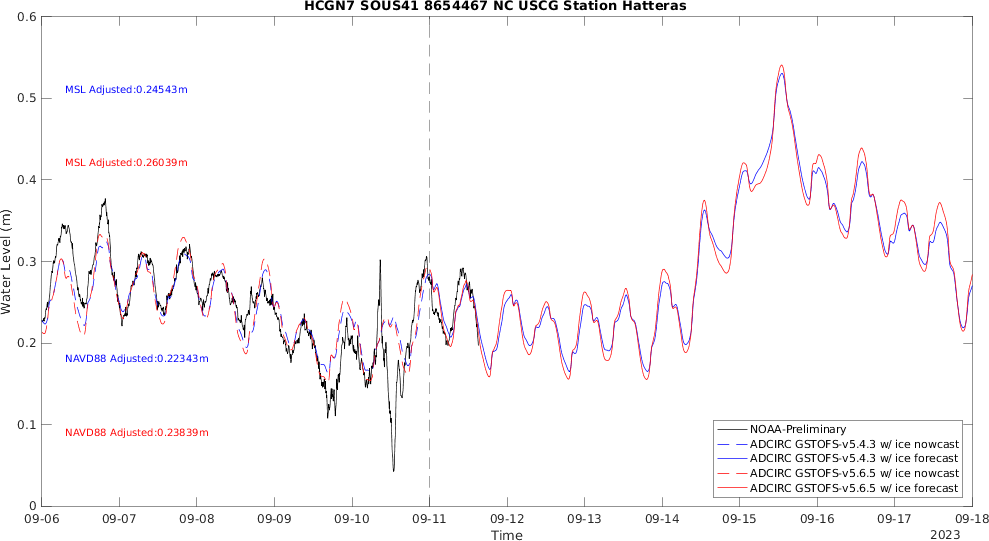 HCGN7 SOUS41 8654467 NC USCG Station Hatteras
0.6
0.5
0.4
0.3
0.2
0.1
0
Water Level (m)
MSL Adjusted:0.24543m
MSL Adjusted:0.26039m
NAVD88 Adjusted:0.22343m
NAVD88 Adjusted:0.23839m
NOAA-Preliminary
ADCIRC GSTOFS-v5.4.3 w/ ice nowcast
ADCIRC GSTOFS-v5.4.3 w/ ice forecast
ADCIRC GSTOFS-v5.6.5 w/ ice nowcast
ADCIRC GSTOFS-v5.6.5 w/ ice forecast
09-06 09-07 09-08 09-09 09-10 09-11 09-12 09-13 09-14 09-15 09-16 09-17 09-18
Time
2023